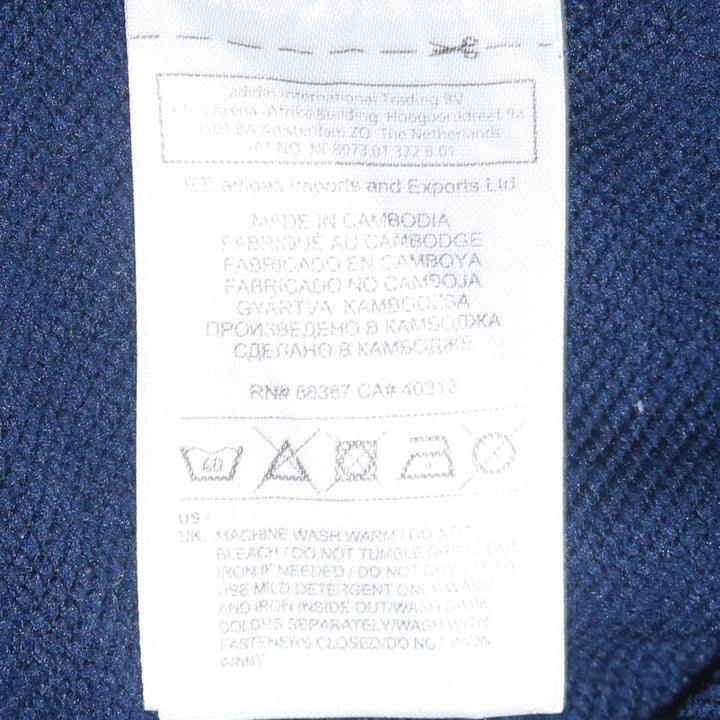 adidas International Trading BV
Atlas Arena -Afrika Building, Hoogoorddreef 9a
1101 BA Amsterdam ZO The Netherlands
VAT NO. NL 8073.01.322 B 01
ET: adidas Imports and Exports Ltd
MADE IN CAMBODIA
FABRIQUÉ AU CAMBODGE
FABRICADO EN CAMBOYA
FABRICADO NO CAMBOJA
GYÁRTVA KAMBODZSA
ПРОИЗВЕДЕНО В КАМБОДЖА
СДЕЛАНО В КАМБОДЖЕ
RN# 88387 CA# 40312
40
US /
UK: MACHINE WASH WARM / DO NOT
BLEACH / DO NOT TUMBLE DRY / COOL
IRON IF NEEDED / DO NOT DRY CLEAN
USE MILD DETERGENT ONLY/WASH
AND IRON INSIDE OUT/WASH DARK
COLORS SEPARATELY/WASH WITH
FASTENERS CLOSED/DO NOT IRON
PRINT